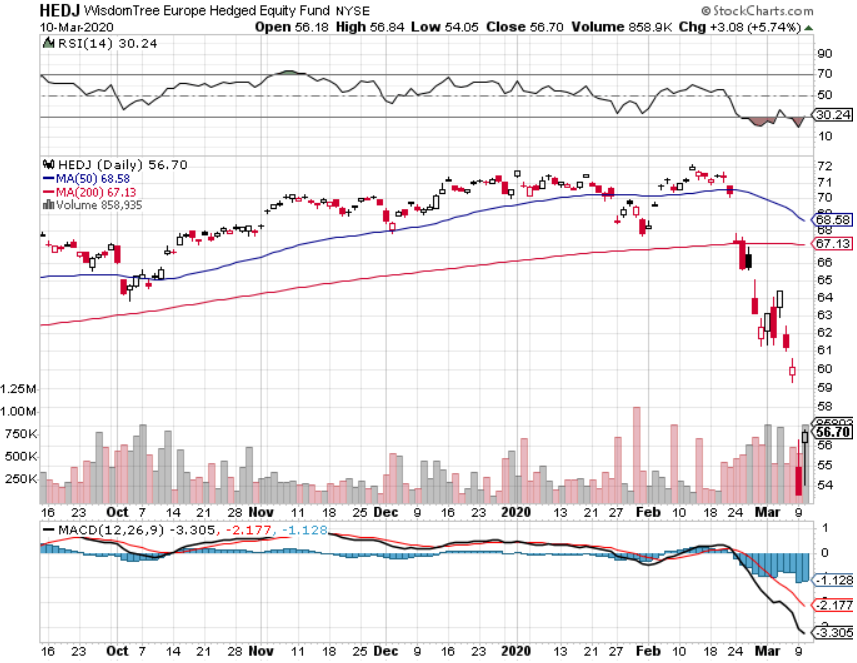 HEDJ WisdomTree Europe Hedged Equity Fund NYSE © StockCharts.com
10-Mar-2020 Open 56.18 High 56.84 Low 54.05 Close 56.70 Volume 858.9K Chg +3.08 (+5.74%)
RSI(14) 30.24
90
70
50
30.24
10
HEDJ (Daily) 56.70
MA(50) 68.58
MA(200) 67.13
Volume 858,935
72
71
70
69
68.58
68
67.13
66
65
64
63
62
61
60
59
58
56.70
56
55
54
1.25M
1.00M
750K
500K
250K
16 23 Oct 7 14 21 28 Nov 11 18 25 Dec 9 16 23 2020 13 21 27 Feb 10 18 24 Mar 9
MACD(12,26,9) -3.305, -2.177, -1.128
1
0
-1.128
-2.177
-3.305
16 23 Oct 7 14 21 28 Nov 11 18 25 Dec 9 16 23 2020 13 21 27 Feb 10 18 24 Mar 9